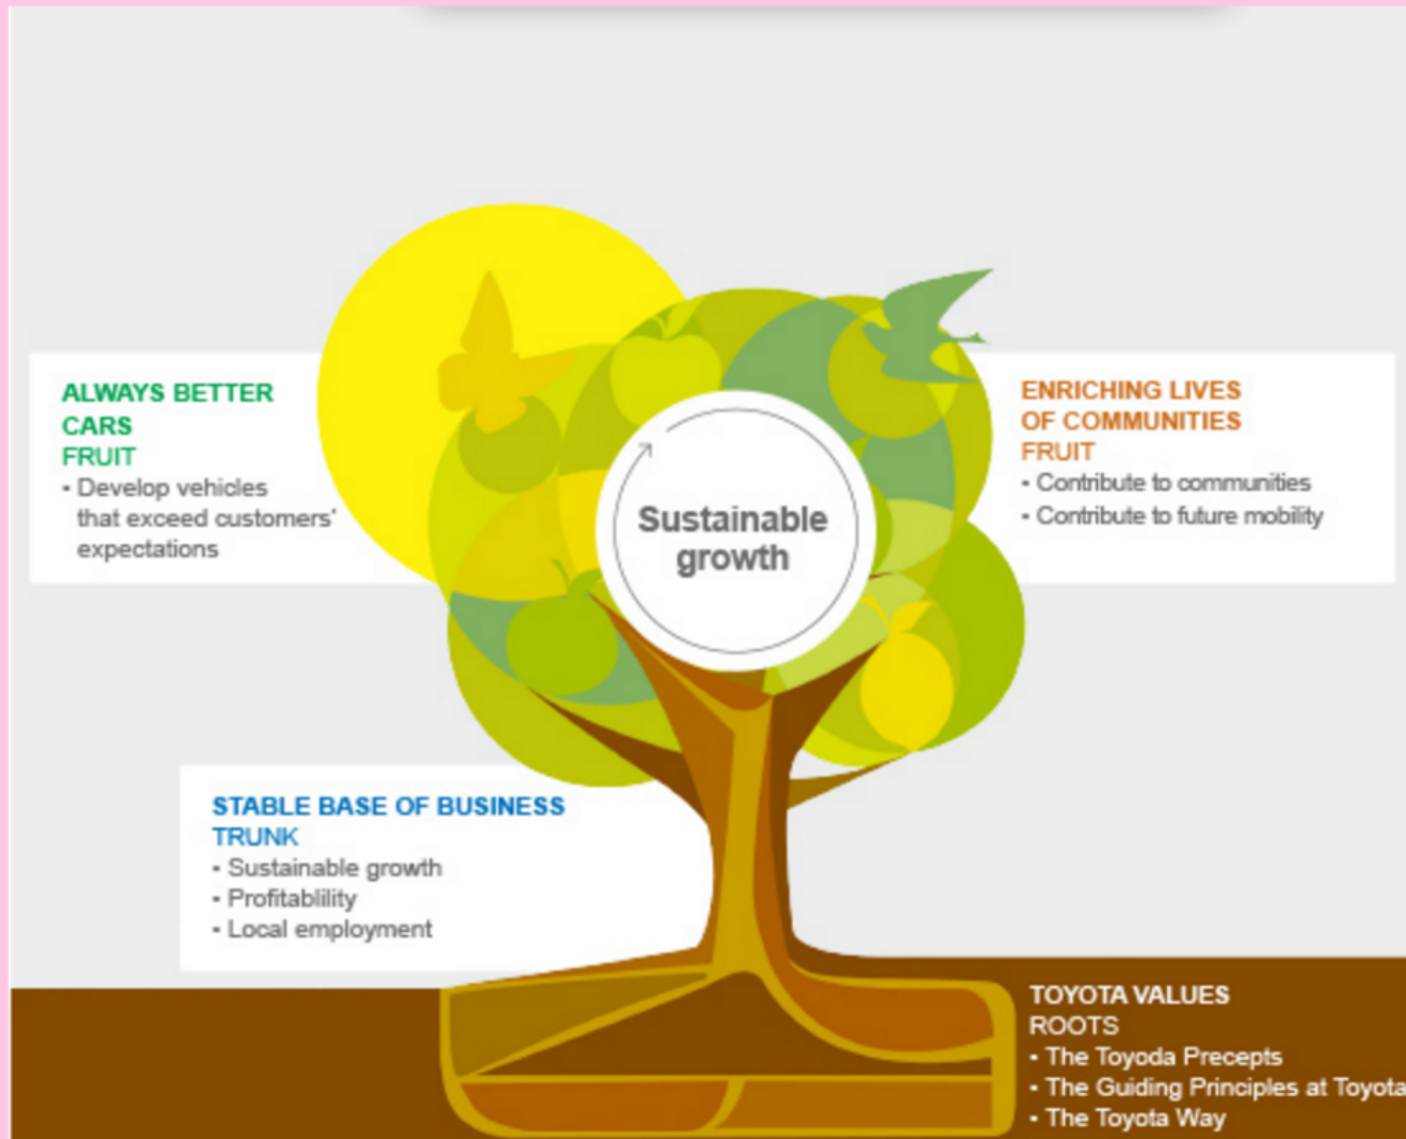 ALWAYS BETTER
CARS
FRUIT
- Develop vehicles
that exceed customers'
expectations
Sustainable
growth
ENRICHING LIVES
OF COMMUNITIES
FRUIT
- Contribute to communities
- Contribute to future mobility
STABLE BASE OF BUSINESS
TRUNK
- Sustainable growth
- Profitablility
- Local employment
TOYOTA VALUES
ROOTS
- The Toyoda Precepts
- The Guiding Principles at Toyota
- The Toyota Way